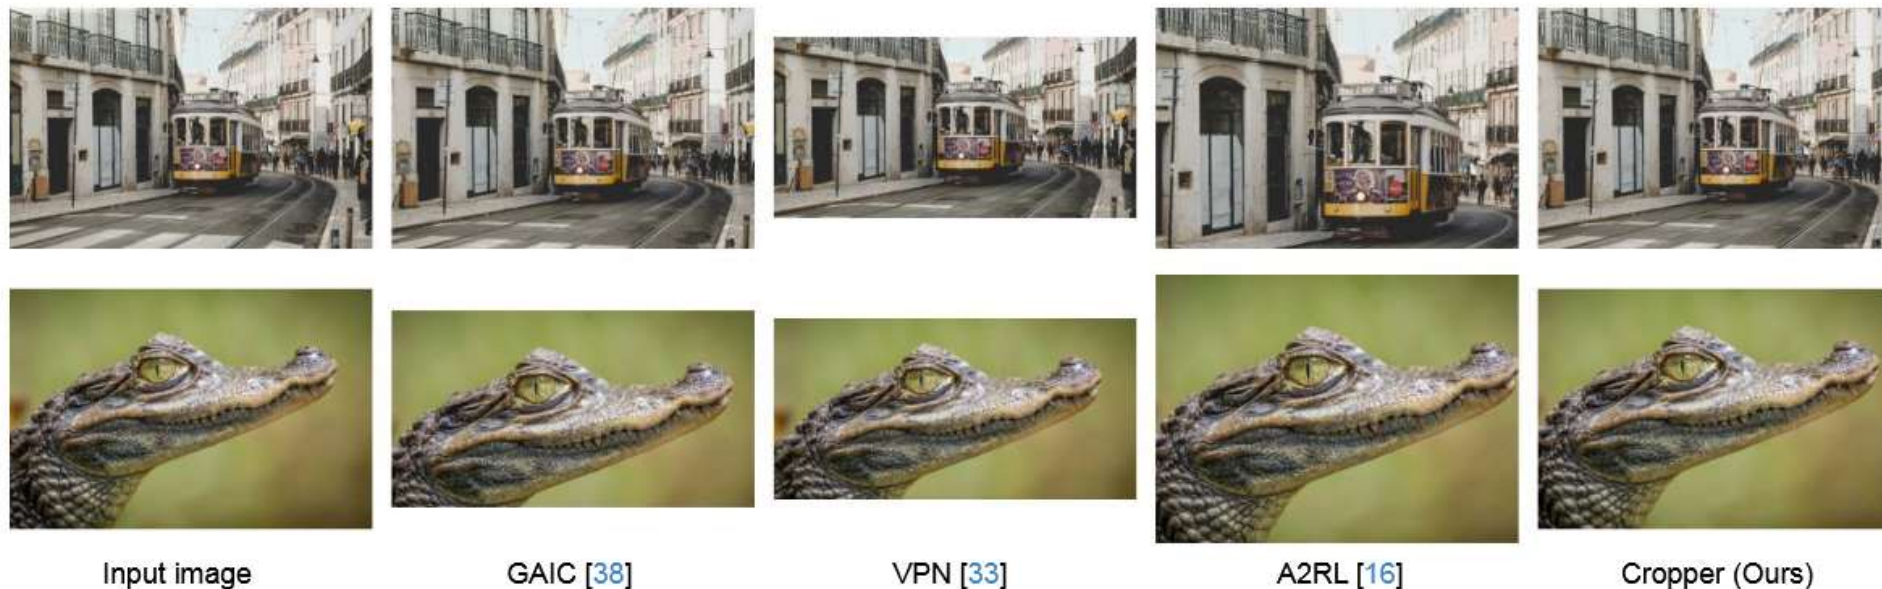 Input image
GAIC [38]
VPN [33]
A2RL [16]
Cropper (Ours)